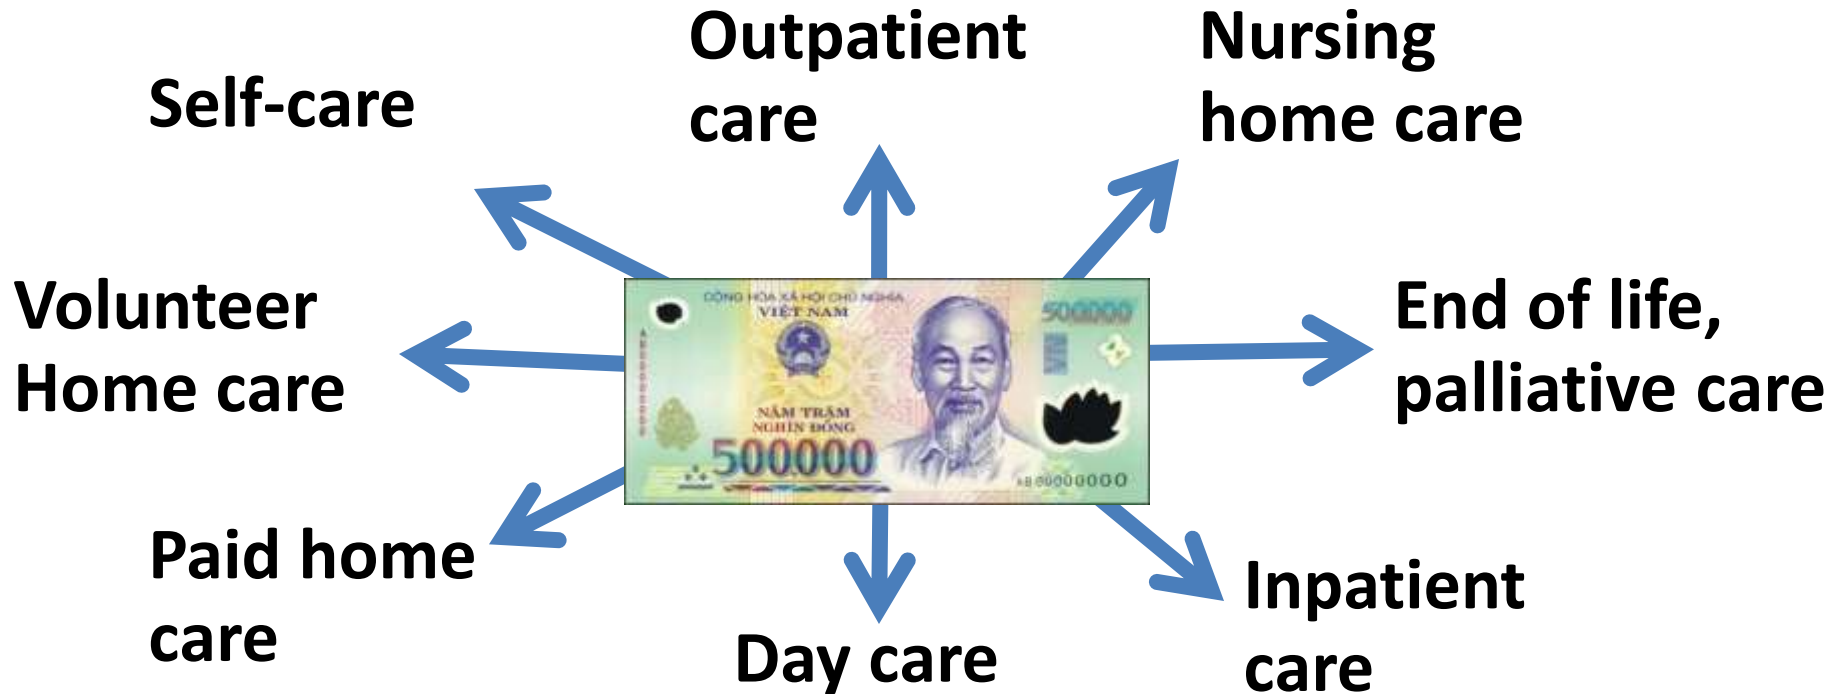 Self-care
Outpatient
care
Nursing
home care
Volunteer
Home care
CỘNG HÒA XÃ HỘI CHỦ NGHĨA
VIỆT NAM
500000
NĂM TRĂM
NGHÌN ĐỒNG
500000
End of life,
palliative care
Paid home
care
Day care
Inpatient
care